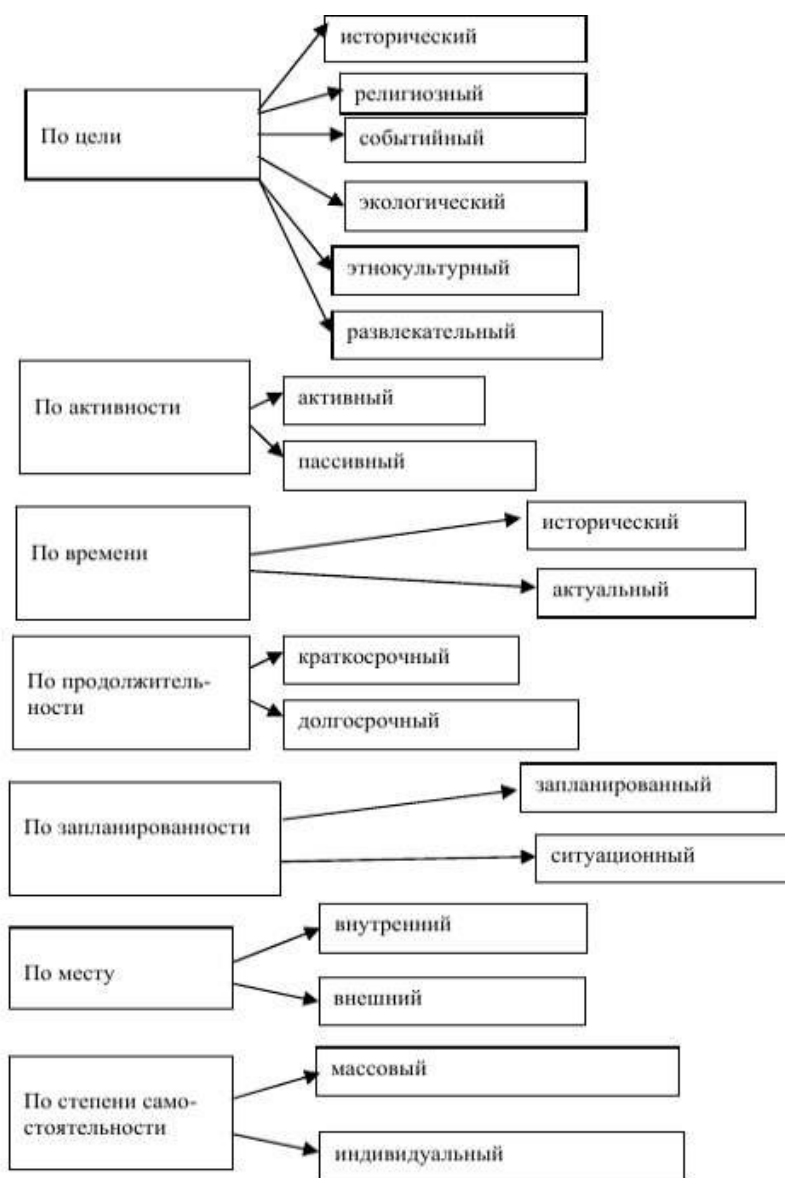 исторический
религиозный
По цели
событийный
экологический
этнокультурный
развлекательный
По активности
активный
пассивный
По времени
исторический
актуальный
По продолжитель-
ности
краткосрочный
долгосрочный
По запланированности
запланированный
ситуационный
По месту
внутренний
внешний
По степени само-
стоятельности
массовый
индивидуальный